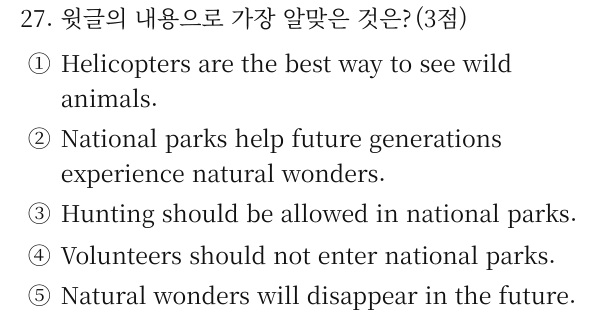 27. 윗글의 내용으로 가장 알맞은 것은?(3점)
① Helicopters are the best way to see wild
animals.
② National parks help future generations
experience natural wonders.
③ Hunting should be allowed in national parks.
④ Volunteers should not enter national parks.
⑤ Natural wonders will disappear in the future.